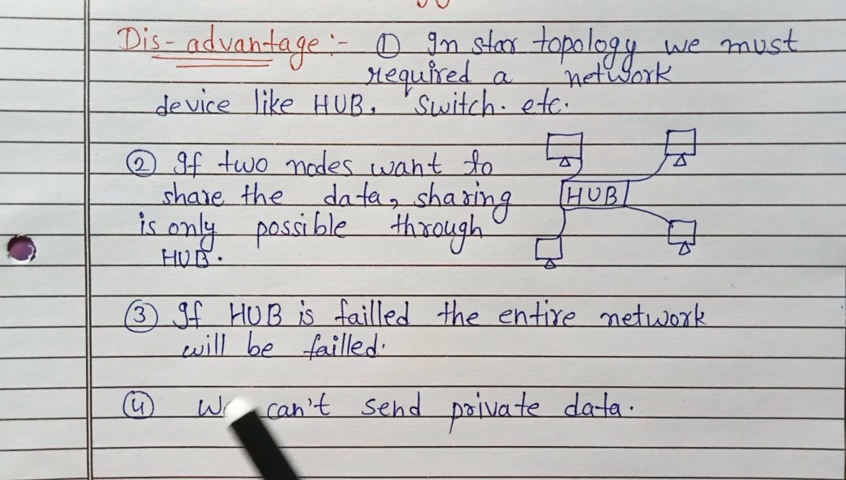 Dis-advantage:- ① In star topology we must
required a network
device like HUB, Switch. etc.
② If two nodes want to
share the data, sharing
is only possible through
HUB.
HUB
③ If HUB is failled the entire network
will be failled.
④ We can't send private data.